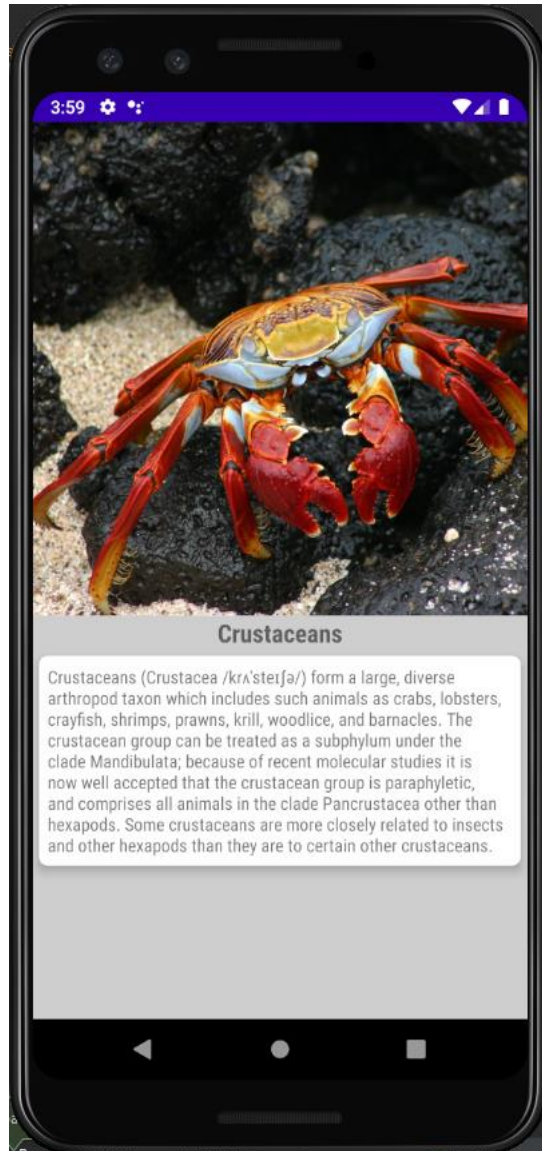 3:59
Crustaceans
Crustaceans (Crustacea /krʌˈsteɪʃə/) form a large, diverse
arthropod taxon which includes such animals as crabs, lobsters,
crayfish, shrimps, prawns, krill, woodlice, and barnacles. The
crustacean group can be treated as a subphylum under the
clade Mandibulata; because of recent molecular studies it is
now well accepted that the crustacean group is paraphyletic,
and comprises all animals in the clade Pancrustacea other than
hexapods. Some crustaceans are more closely related to insects
and other hexapods than they are to certain other crustaceans.